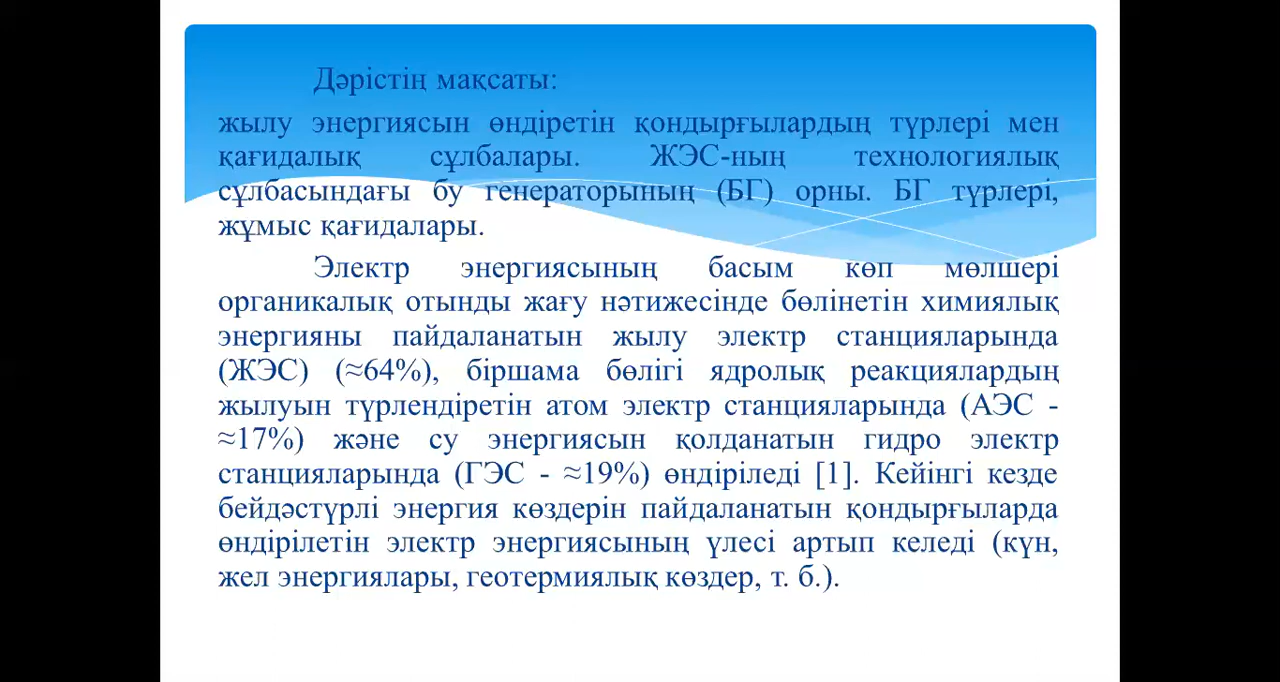 Дәрістің мақсаты:
жылу энергиясын өндіретін қондырғылардың түрлері мен
қағидалық сұлбалары. ЖЭС-ның технологиялық
сұлбасындағы бу генераторының (БГ) орны. БГ түрлері,
жұмыс қағидалары.
Электр энергиясының басым көп мөлшері
органикалық отынды жағу нәтижесінде бөлінетін химиялық
энергияны пайдаланатын жылу электр станцияларында
(ЖЭС) (≈64%), біршама бөлігі ядролық реакциялардың
жылуын түрлендіретін атом электр станцияларында (АЭС -
≈17%) және су энергиясын қолданатын гидро электр
станцияларында (ГЭС - ≈19%) өндіріледі [1]. Кейінгі кезде
бейдәстүрлі энергия көздерін пайдаланатын қондырғыларда
өндірілетін электр энергиясының үлесі артып келеді (күн,
жел энергиялары, геотермиялық көздер, т. б.).